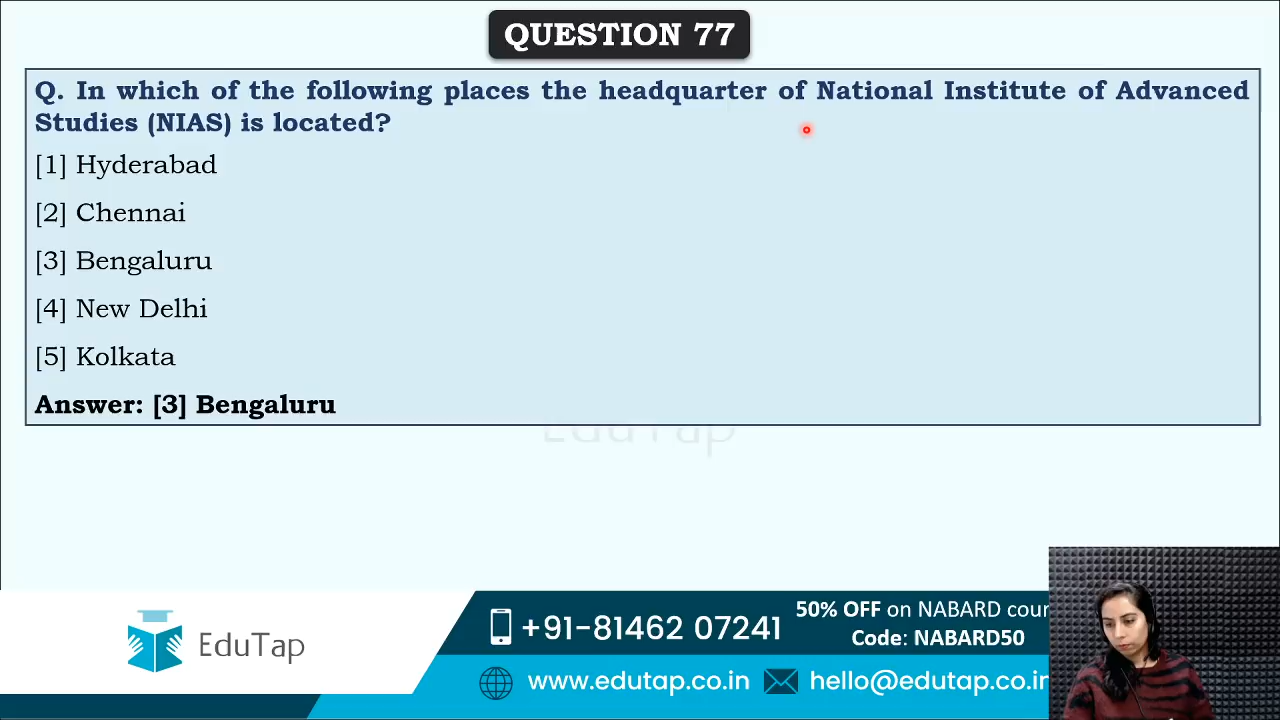 QUESTION 77
Q. In which of the following places the headquarter of National Institute of Advanced
Studies (NIAS) is located?
[1] Hyderabad
[2] Chennai
[3] Bengaluru
[4] New Delhi
[5] Kolkata
Answer: [3] Bengaluru
EduTap
50% OFF on NABARD cour
+91-81462 07241
Code: NABARD50
EduTap
www.edutap.co.in
hello@edutap.co.in